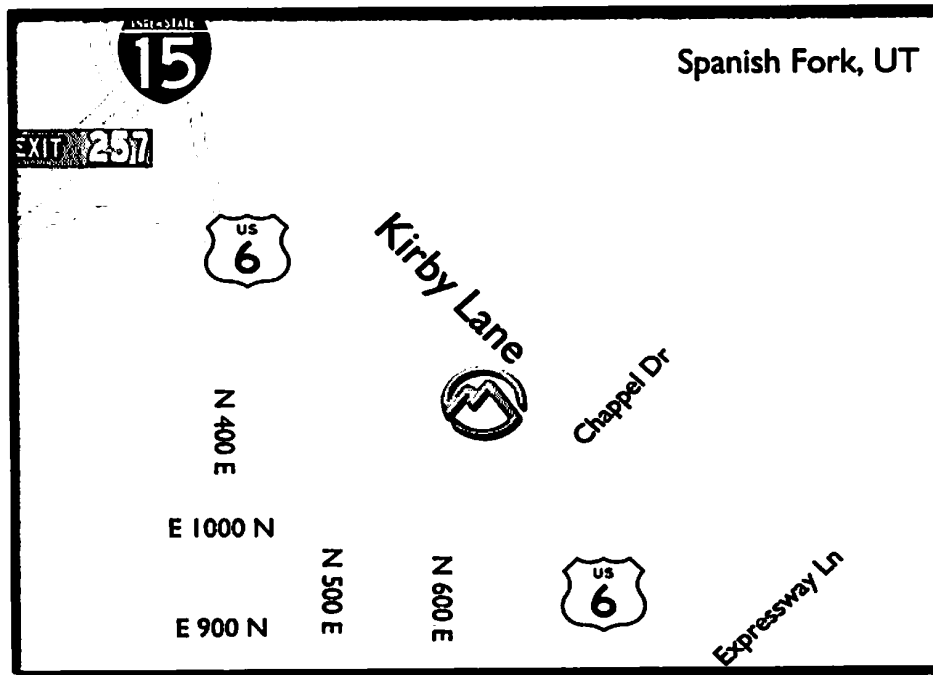 INTERSTATE
15
Spanish Fork, UT
EXIT 257
US
6
Kirby Lane
Chappel Dr
N 400 E
E 1000 N
N 500 E
N 600 E
US
6
Expressway Ln
E 900 N